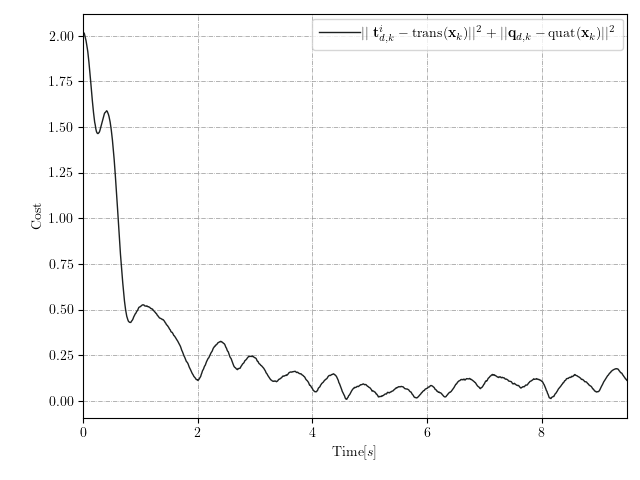 || t^i_{d,k} − trans(x_k)||^2 + ||q_{d,k} − quat(x_k)||^2
2.00
1.75
1.50
1.25
1.00
0.75
0.50
0.25
0.00
Cost
0 2 4 6 8
Time[s]